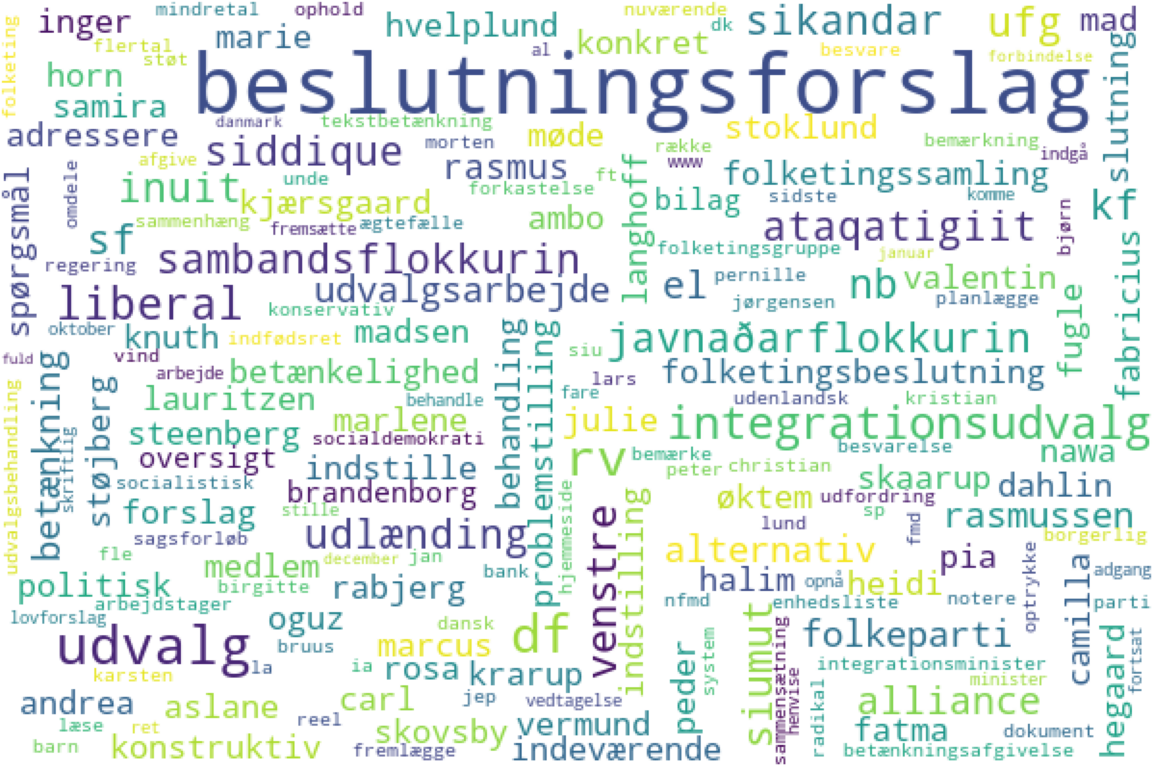 folketing
inger
mindretal
ophold
hvelplund
nuværende
dk
sikandar
ufg
mad
flertal
støt
marie
al
konkret
besvare
forbindelse
slutning
horn
beslutningsforslag
samira
adressere
danmark
tekstbetænkning
morten
møde
stoklund
bemærkning
indgå
afgive
siddique
rasmus
række
www
folketingssamling
omdele
inuit
unde
forkastelse
ft
langhoff
bilag
sidste
komme
kf
spørgsmål
kjærsgaard
sammenhæng
fremsætte
ægtefælle
ambo
ataqatigiit
bjørn
sf
sambandsflokkurin
folketingsgruppe
januar
regering
udvalgsarbejde
el
pernille
nb
valentin
fabricius
liberal
konservativ
jørgensen
planlægge
fugle
oktober
knuth
indfødsret
madsen
behandling
problemstilling
javnaðarflokkurin
fuld
vind
siu
arbejde
betænkelighed
lars
folketingsbeslutning
udvalgsbehandling
betænkning
skriftlig
støjberg
lauritzen
behandle
fare
udenlandsk
kristian
marlene
julie
integrationsudvalg
steenberg
socialdemokrati
besvarelse
oversigt
indstille
rv
bemærke
peter
christian
nawa
socialistisk
brandenborg
hjemmeside
skaarup
dahlin
forslag
stille
indstilling
venstre
øktem
udfordring
sp
fmd
rasmussen
sagsforløb
udlænding
lund
borgerlig
fle
december
jan
alternativ
pia
medlem
bank
politisk
birgitte
rabjerg
halim
opnå
heidi
optrykke
camilla
adgang
arbejdstager
nfmd
siumut
enhedsliste
notere
parti
lovforslag
oguz
dansk
df
folkeparti
hegaard
udvalg
bruus
marcus
peder
system
sammensætning
henvise
integrationsminister
fortsat
karsten
la
ia
rosa
krarup
minister
andrea
aslane
carl
jep
vedtagelse
radikal
alliance
læse
ret
reel
skovsby
vermund
fatma
dokument
barn
konstruktiv
fremlægge
indeværende
betænkningsafgivelse